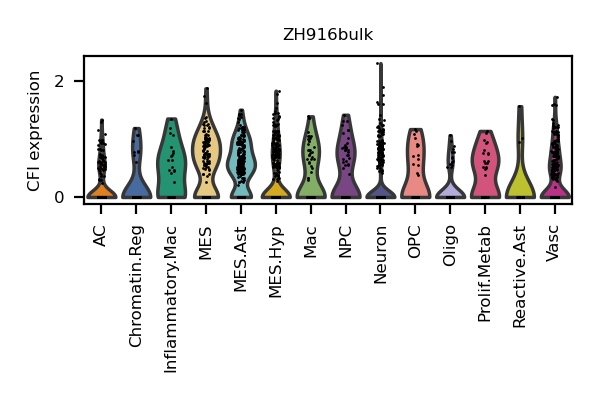 ZH916bulk
CFI expression
2
0
AC
Chromatin.Reg
Inflammatory.Mac
MES
MES.Ast
MES.Hyp
Mac
NPC
Neuron
OPC
Oligo
Prolif.Metab
Reactive.Ast
Vasc